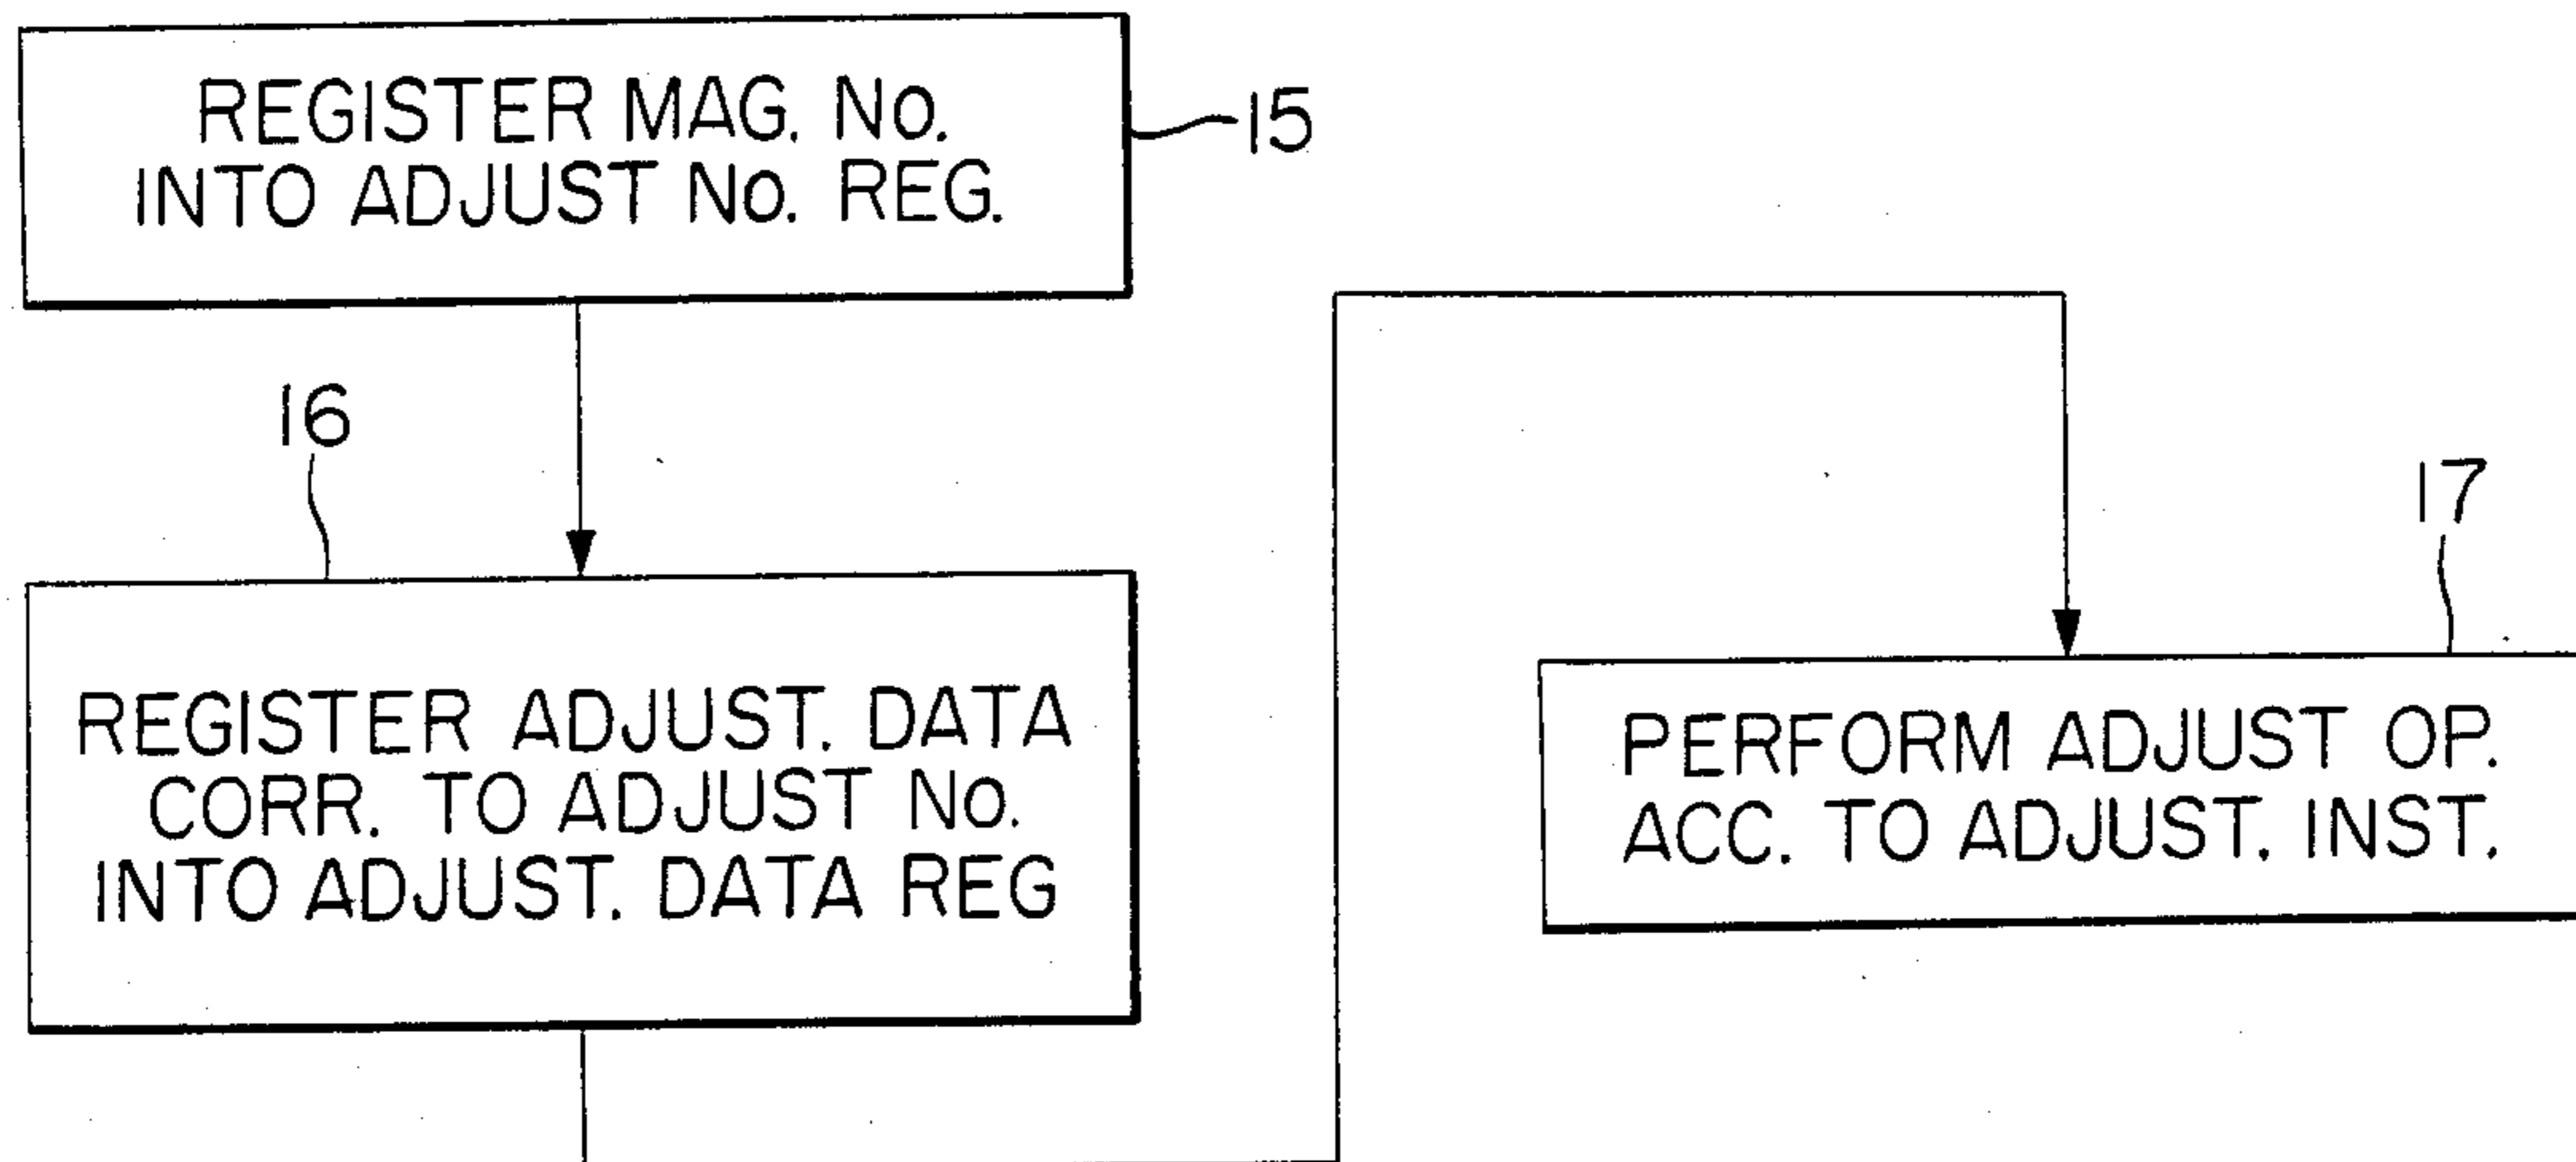 REGISTER MAG. No.
INTO ADJUST No. REG.
15
16
REGISTER ADJUST. DATA
CORR. TO ADJUST No.
INTO ADJUST. DATA REG
17
PERFORM ADJUST OP.
ACC. TO ADJUST. INST.